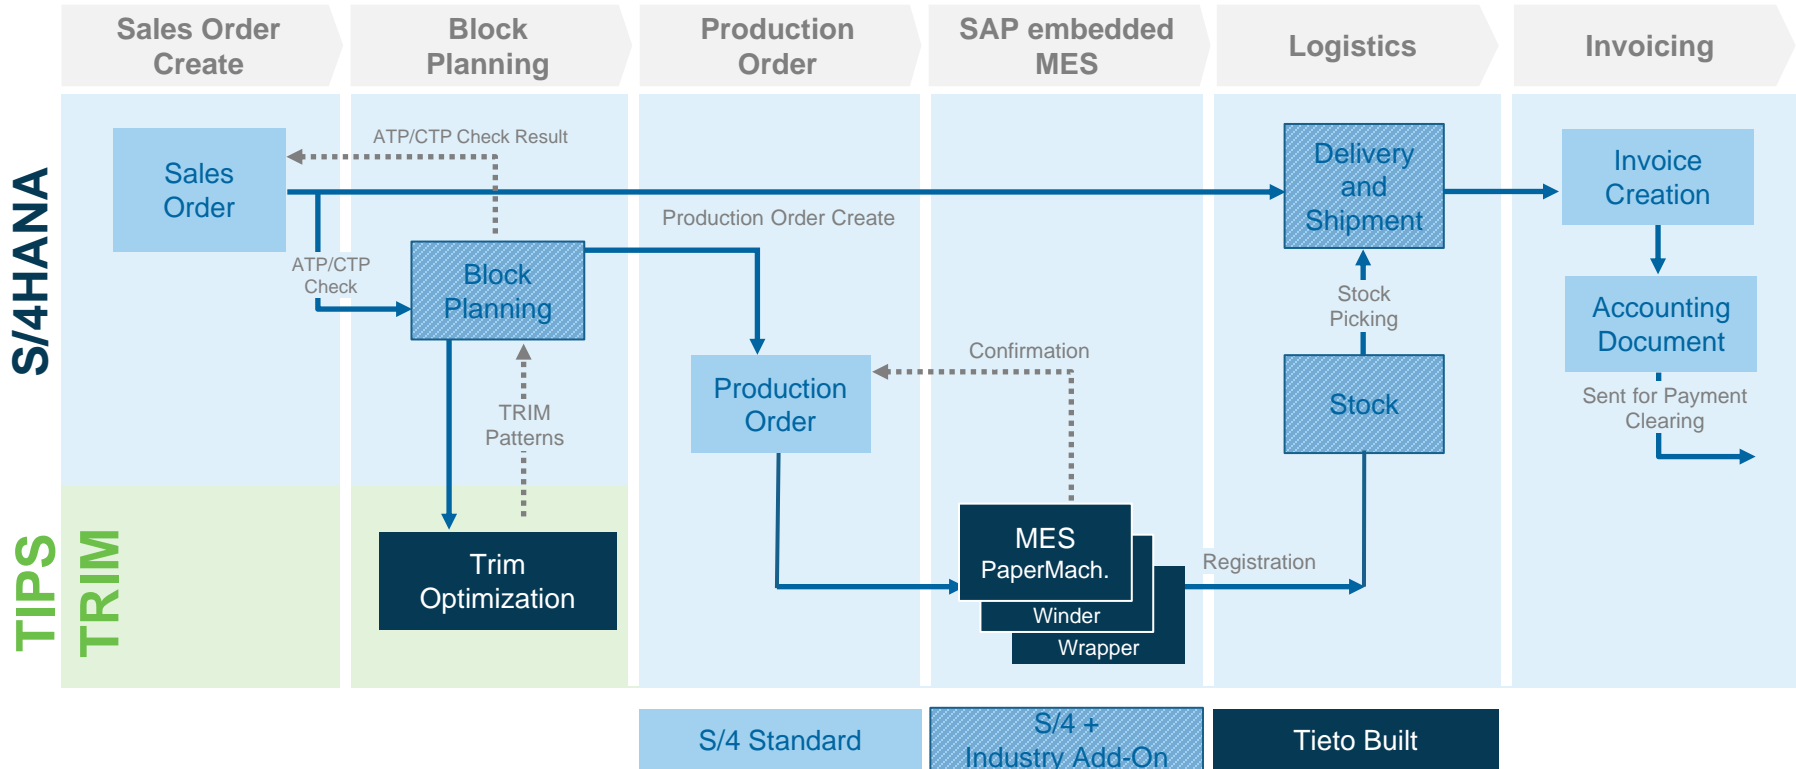 Sales Order
Create
Block
Planning
Production
Order
SAP embedded
MES
Logistics
Invoicing
S/4HANA
TIPS
TRIM
ATP/CTP Check Result
Sales
Order
ATP/CTP
Check
Block
Planning
TRIM
Patterns
Trim
Optimization
Production Order Create
Production
Order
Confirmation
MES
PaperMach.
Winder
Wrapper
Registration
Delivery
and
Shipment
Stock
Picking
Stock
Invoice
Creation
Accounting
Document
Sent for Payment
Clearing
S/4 Standard
S/4 +
Industry Add-On
Tieto Built